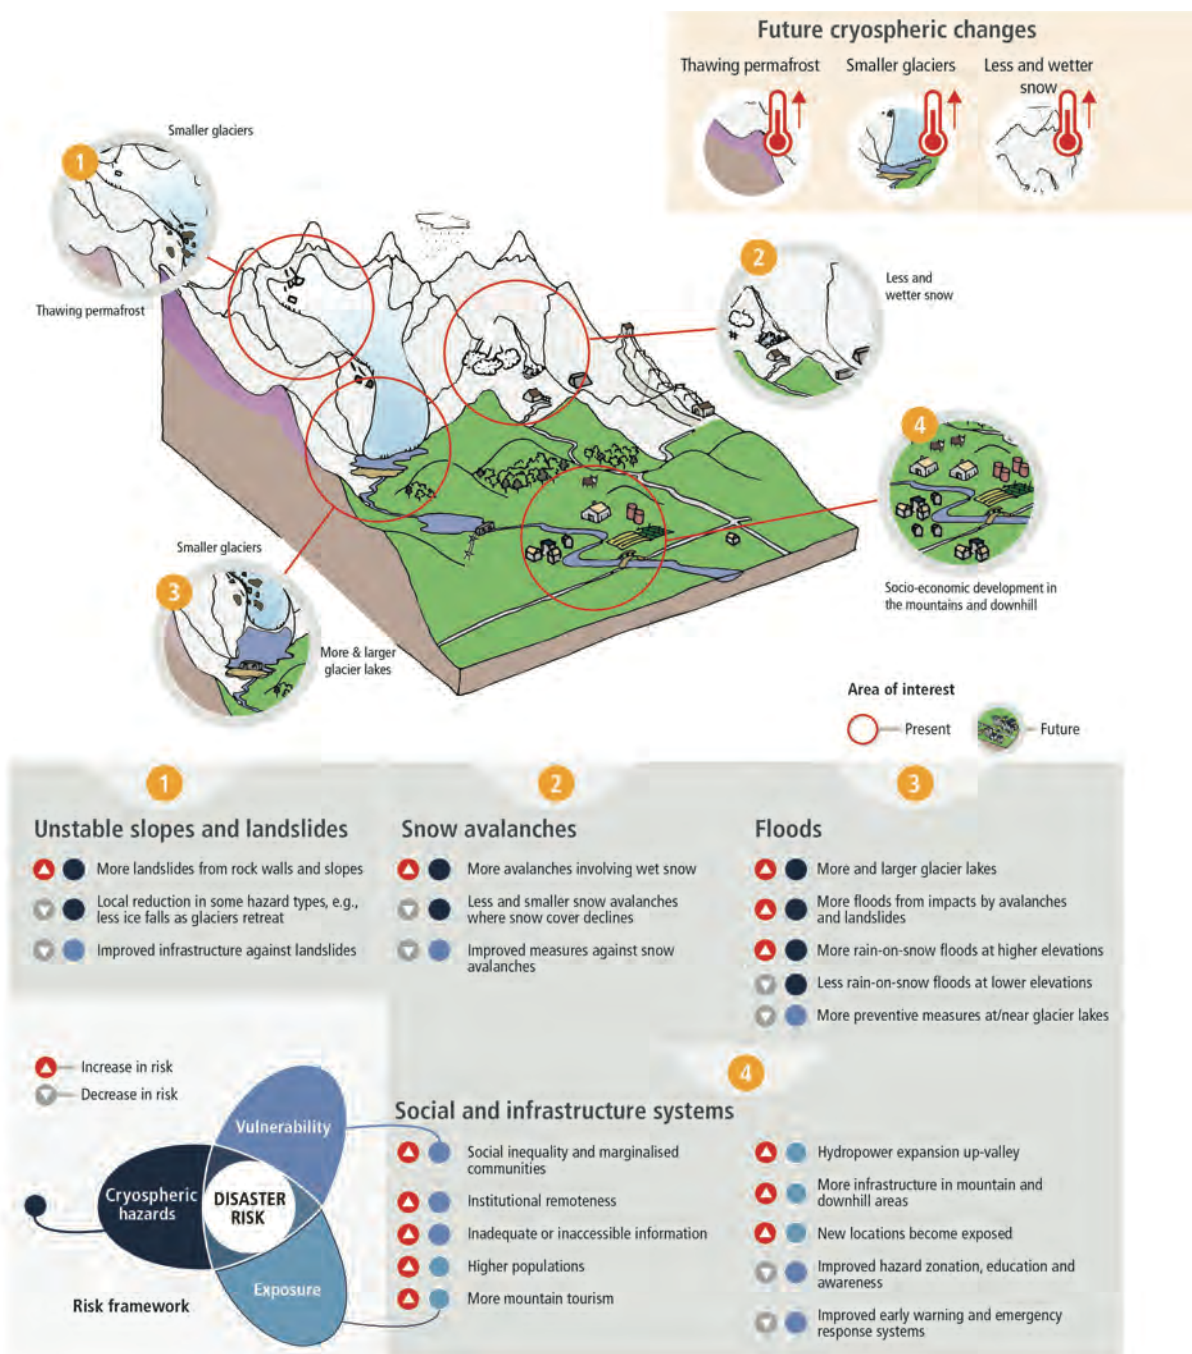 Future cryospheric changes
Thawing permafrost
Smaller glaciers
Less and wetter
snow
Smaller glaciers
1
Thawing permafrost
2
Less and
wetter snow
4
Socio-economic development in
the mountains and downhill
Smaller glaciers
3
More & larger
glacier lakes
Area of interest
Present
Future
1
Unstable slopes and landslides
More landslides from rock walls and slopes
Local reduction in some hazard types, e.g.,
less ice falls as glaciers retreat
Improved infrastructure against landslides
2
Snow avalanches
More avalanches involving wet snow
Less and smaller snow avalanches
where snow cover declines
Improved measures against snow
avalanches
3
Floods
More and larger glacier lakes
More floods from impacts by avalanches
and landslides
More rain-on-snow floods at higher elevations
Less rain-on-snow floods at lower elevations
More preventive measures at/near glacier lakes
Increase in risk
Decrease in risk
Vulnerability
Cryospheric
hazards
DISASTER
RISK
Exposure
Risk framework
4
Social and infrastructure systems
Social inequality and marginalised
communities
Institutional remoteness
Inadequate or inaccessible information
Higher populations
More mountain tourism
Hydropower expansion up-valley
More infrastructure in mountain and
downhill areas
New locations become exposed
Improved hazard zonation, education and
awareness
Improved early warning and emergency
response systems